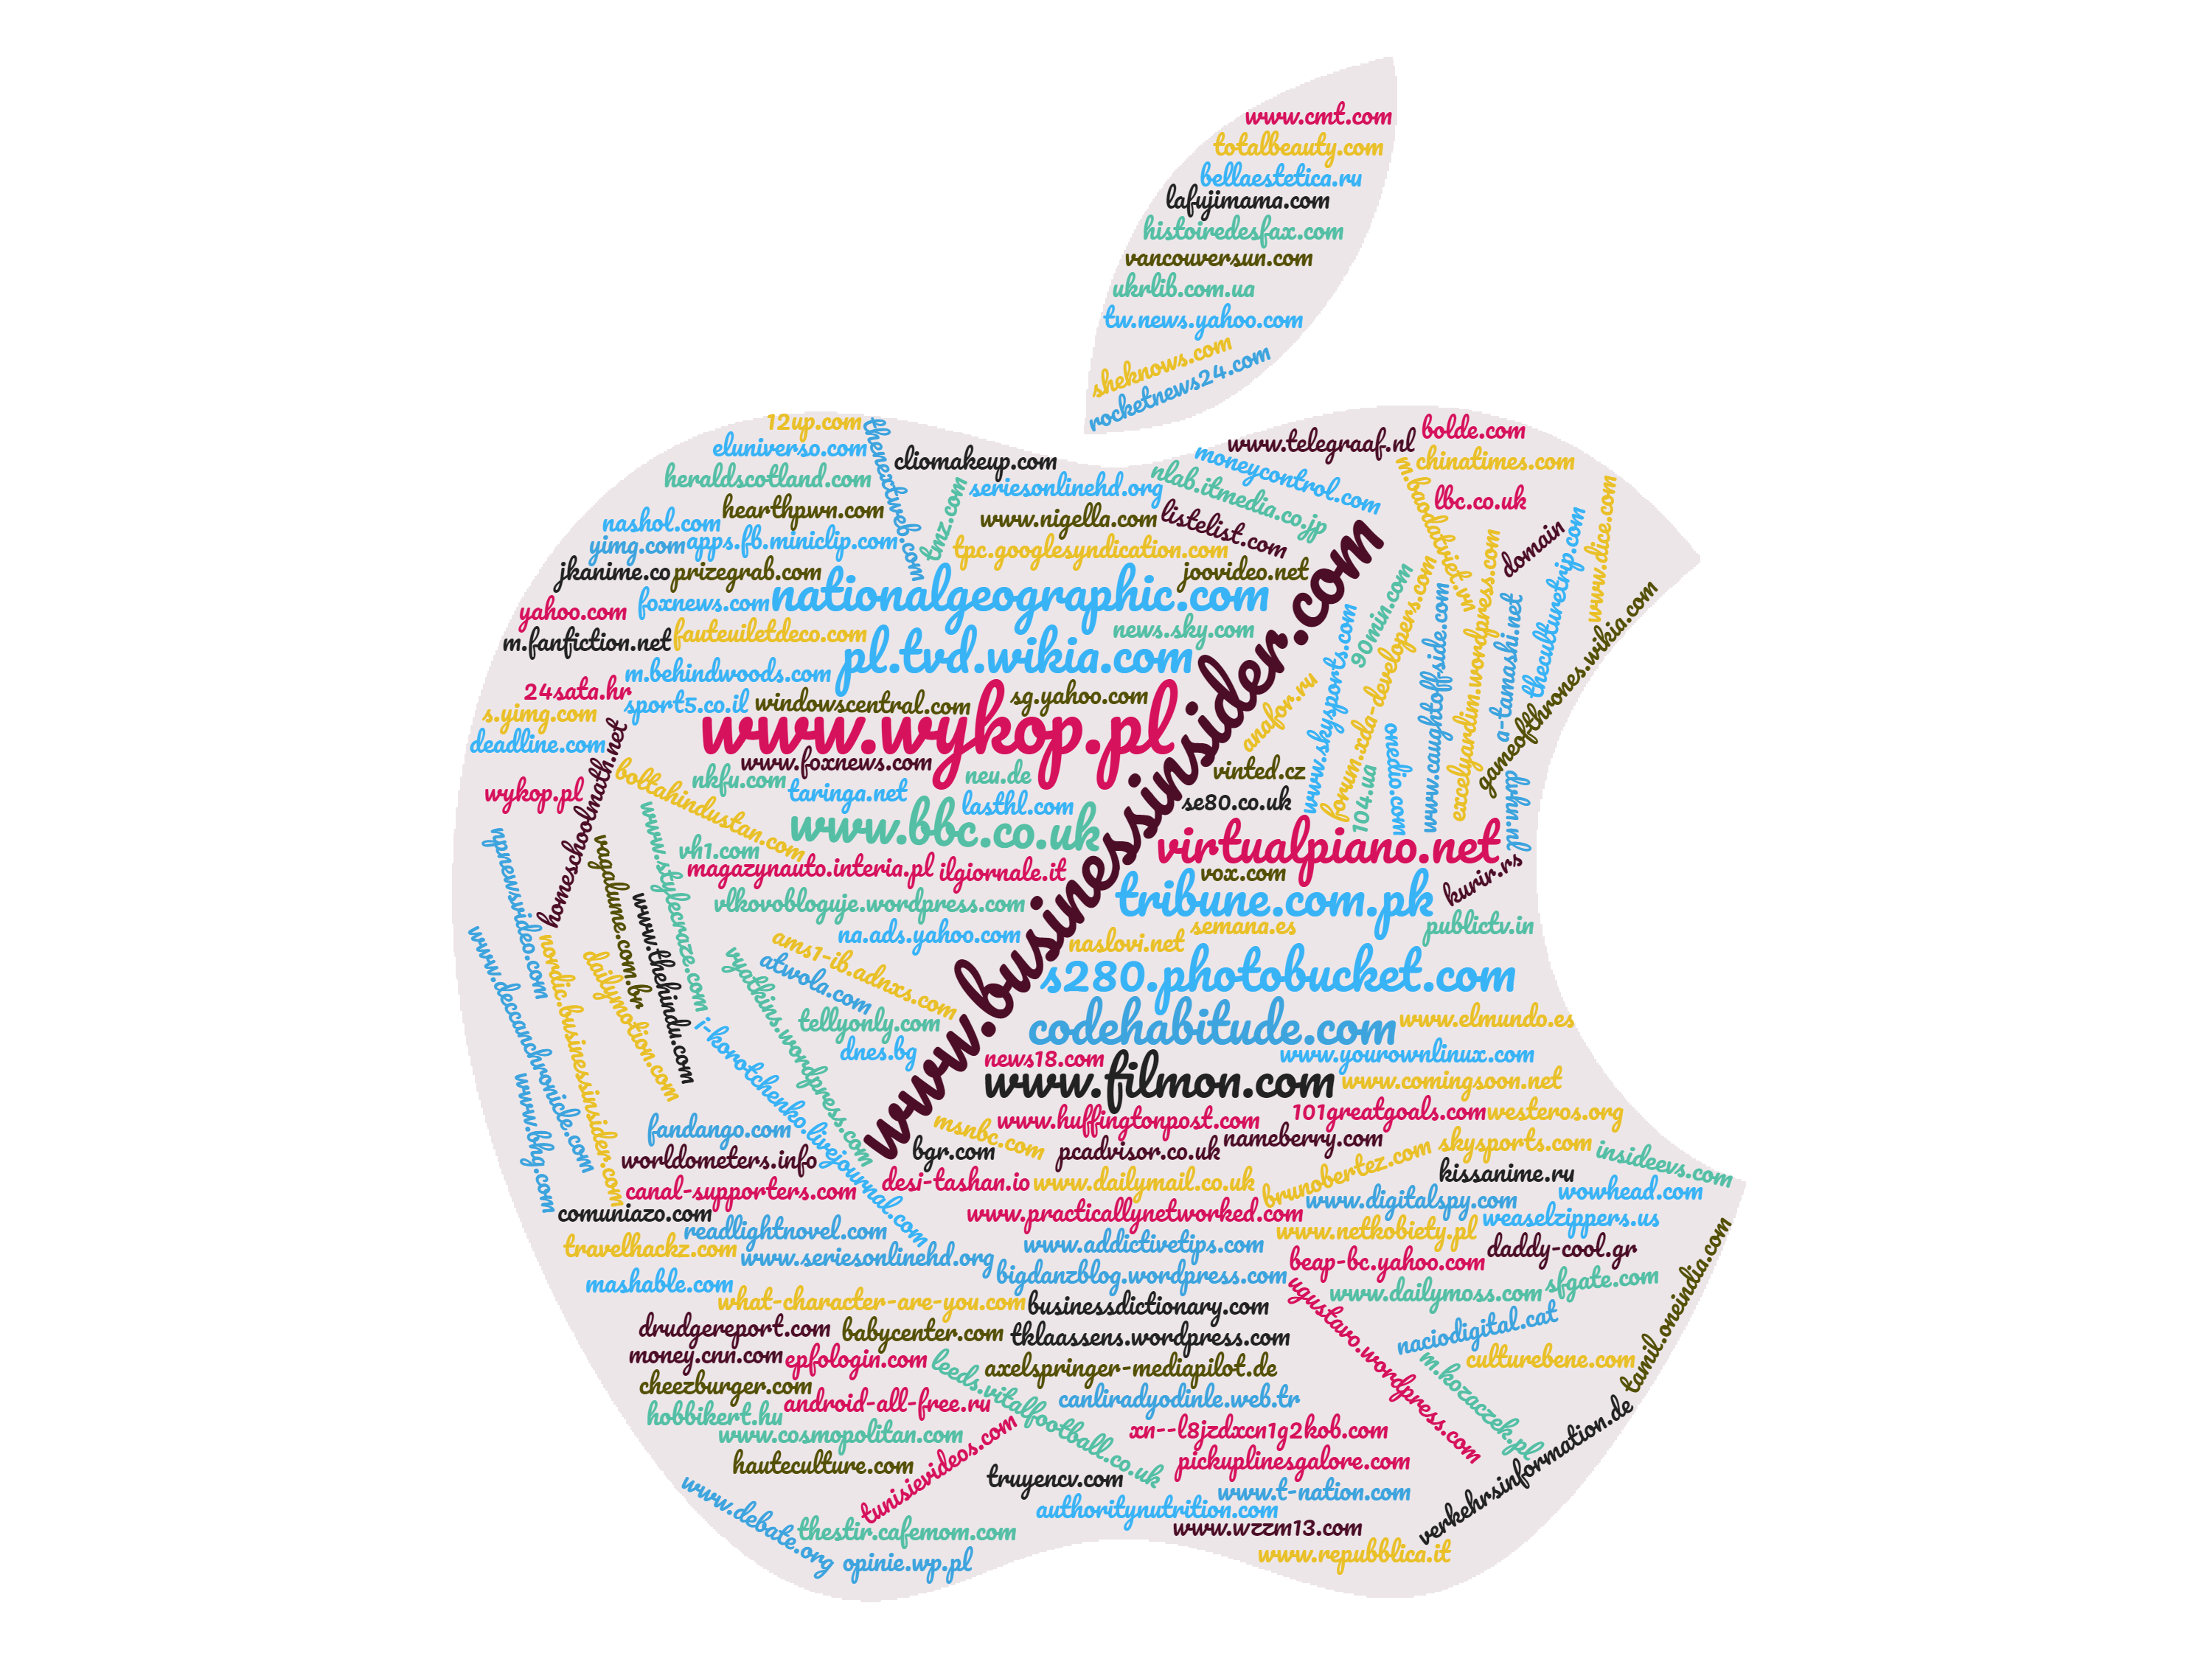 www.cmt.com
totalbeauty.com
bellaestetica.ru
lafujimama.com
histoiredesfax.com
vancouversun.com
ukrlib.com.ua
tw.news.yahoo.com
sheknows.com
rocketnews24.com
12up.com
thenextweb.com
eluniverso.com
cliomakeup.com
heraldscotland.com
tmz.com
seriesonlinehd.org
nlab.itmedia.co.jp
moneycontrol.com
www.telegraaf.nl
bolde.com
chinatimes.com
m.baodatviet.vn
lbc.co.uk
hearthpwn.com
www.nigella.com
listelist.com
nashol.com
yimg.com
apps.fb.miniclip.com
tpc.googlesyndication.com
domain
theculturetrip.com
www.dice.com
jkanime.co
prizegrab.com
joovideo.net
yahoo.com
foxnews.com
nationalgeographic.com
www.businessinsider.com
m.fanfiction.net
fauteuiletdeco.com
news.sky.com
pl.tvd.wikia.com
90min.com
www.skysports.com
forum.xda-developers.com
www.caughtoffside.com
excelyardim.wordpress.com
a-tamashi.net
gameofthrones.wikia.com
m.behindwoods.com
24sata.hr
sport5.co.il
windowscentral.com
sg.yahoo.com
anafor.ru
s.yimg.com
deadline.com
www.wykop.pl
www.foxnews.com
homeschoolmath.net
boltahindustan.com
nkfu.com
taringa.net
neu.de
vinted.cz
104.ua
onedio.com
wykop.pl
lasthl.com
se80.co.uk
www.bbc.co.uk
virtualpiano.net
npnewsvideo.com
vagalume.com.br
www.stylecraze.com
vh1.com
magazynauto.interia.pl
ilgiornale.it
vox.com
kurir.rs
www.thehindu.com
vlkovobloguje.wordpress.com
tribune.com.pk
publictv.in
www.deccanchronicle.com
nordic.businessinsider.com
dailymotion.com
na.ads.yahoo.com
naslovi.net
semana.es
vyatkins.wordpress.com
ams1-ib.adnxs.com
atwola.com
s280.photobucket.com
tellyonly.com
codehabitude.com
www.elmundo.es
i-korotchenko.livejournal.com
dnes.bg
news18.com
www.yourownlinux.com
www.filmon.com
www.comingsoon.net
www.bhg.com
fandango.com
msnbc.com
www.huffingtonpost.com
101greatgoals.com
westeros.org
worldometers.info
bgr.com
pcadvisor.co.uk
nameberry.com
skysports.com
insideevs.com
canal-supporters.com
desi-tashan.io
www.dailymail.co.uk
brunobertez.com
kissanime.ru
wowhead.com
comuniazo.com
www.practicallynetworked.com
www.digitalspy.com
weaselzippers.us
readlightnovel.com
www.netkobiety.pl
travelhackz.com
www.seriesonlinehd.org
www.addictivetips.com
daddy-cool.gr
beap-bc.yahoo.com
mashable.com
bigdanzblog.wordpress.com
sfgate.com
www.dailymoss.com
tamil.oneindia.com
what-character-are-you.com
businessdictionary.com
ugustavo.wordpress.com
naciodigital.cat
drudgereport.com
babycenter.com
tklaassens.wordpress.com
money.cnn.com
epfologin.com
leeds.vitalfootball.co.uk
axelspringer-mediapilot.de
m.kozaczek.pl
culturebene.com
cheezburger.com
android-all-free.ru
canliradyodinle.web.tr
hobbikert.hu
www.cosmopolitan.com
tunisievideos.com
xn--l8jzdxcn1g2kob.com
verkehrsinformation.de
hauteculture.com
truyencv.com
pickuplinesgalore.com
www.debate.org
www.t-nation.com
authoritynutrition.com
thestir.cafemom.com
www.wzzm13.com
opinie.wp.pl
www.repubblica.it